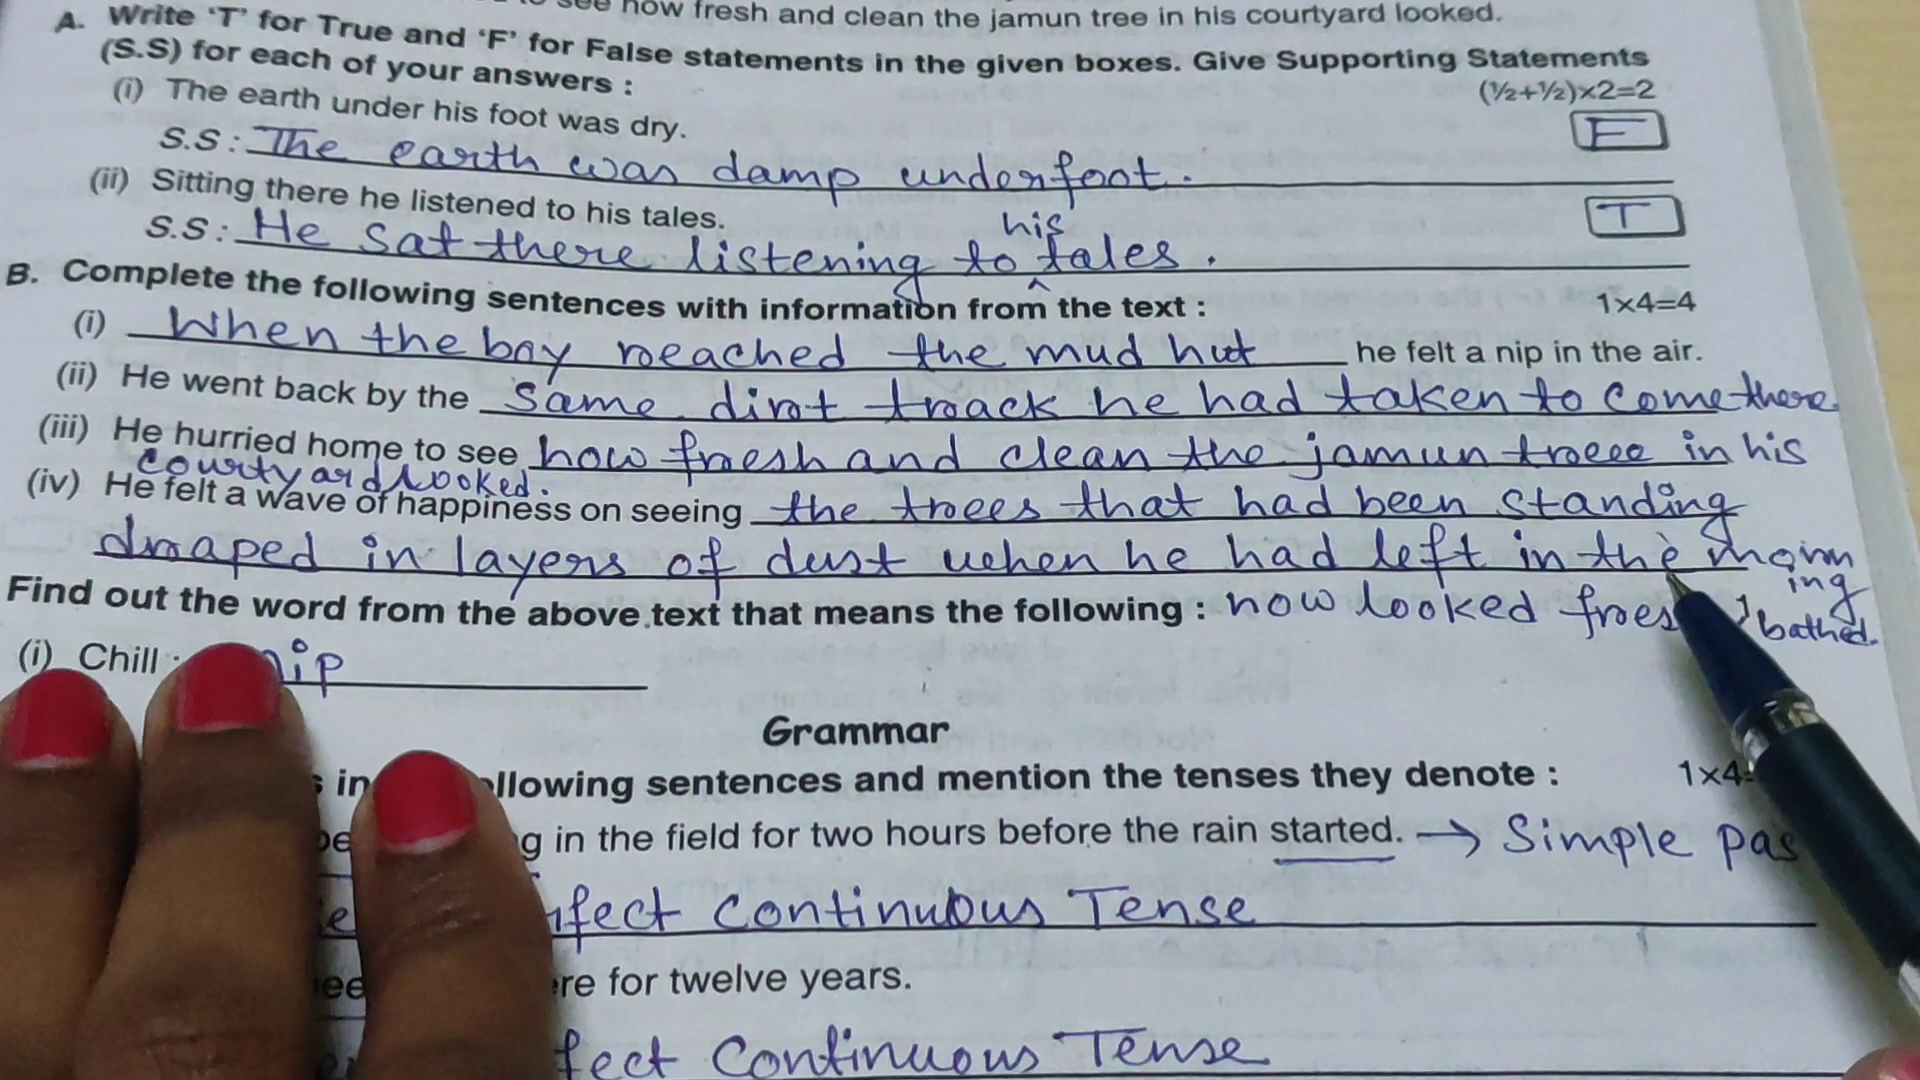 see how fresh and clean the jamun tree in his courtyard looked.
A. Write 'T' for True and 'F' for False statements in the given boxes. Give Supporting Statements
(S.S) for each of your answers :
(½+½)×2=2
(i) The earth under his foot was dry.
F
S.S : The earth was damp underfoot.
(ii) Sitting there he listened to his tales.
T
his
S.S : He sat there listening to ^ tales.
B. Complete the following sentences with information from the text :
1×4=4
(i) When the boy reached the mud hut he felt a nip in the air.
(ii) He went back by the same dirt track he had taken to come there.
(iii) He hurried home to see how fresh and clean the jamun treee in his
courtyard looked.
(iv) He felt a wave of happiness on seeing the trees that had been standing
draped in layers of dust when he had left in the morn
ing
Find out the word from the above text that means the following : now looked bathed.
(i) Chill : nip
Grammar
in llowing sentences and mention the tenses they denote :
g in the field for two hours before the rain started. → Simple pas
fect Continuous Tense
re for twelve years.
fect Continuous Tense